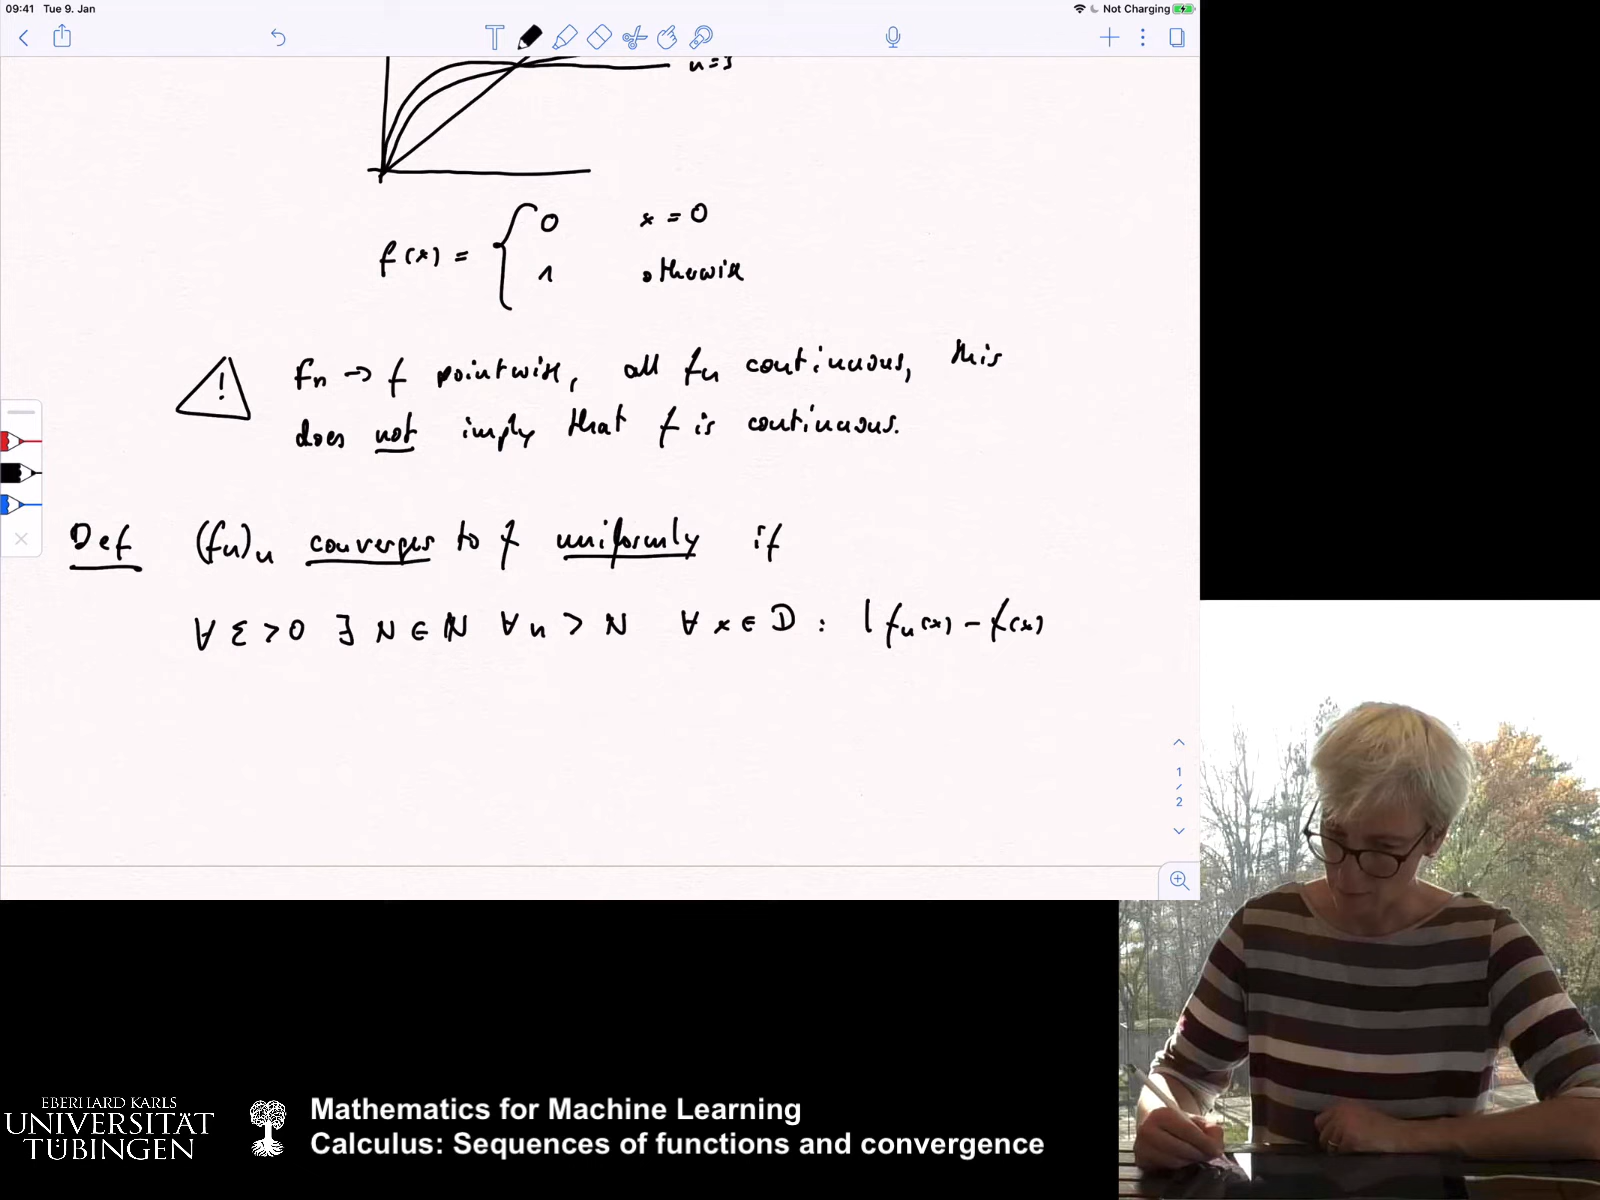 09:41 Tue 9. Jan Not Charging
n=3
f(x) = { 0 x = 0
1 otherwise
! fn → f pointwise, all fn continuous, this
does not imply that f is continuous.
Def (fn)n converges to f uniformly if
∀ ε > 0 ∃ N ∈ ℕ ∀ n > N ∀ x ∈ D : | fn(x) - f(x)
1
/
2
EBERHARD KARLS
UNIVERSITÄT
TÜBINGEN
Mathematics for Machine Learning
Calculus: Sequences of functions and convergence